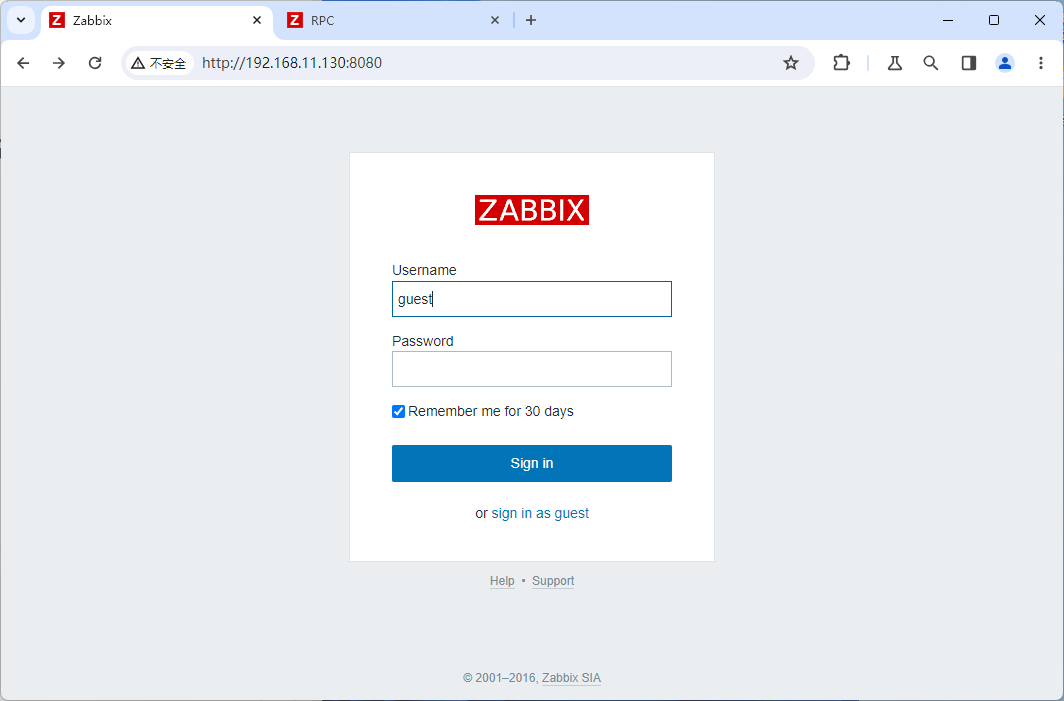 Z Zabbix
Z RPC
不安全 http://192.168.11.130:8080
ZABBIX
Username
guest
Password
Remember me for 30 days
Sign in
or sign in as guest
Help • Support
© 2001–2016, Zabbix SIA